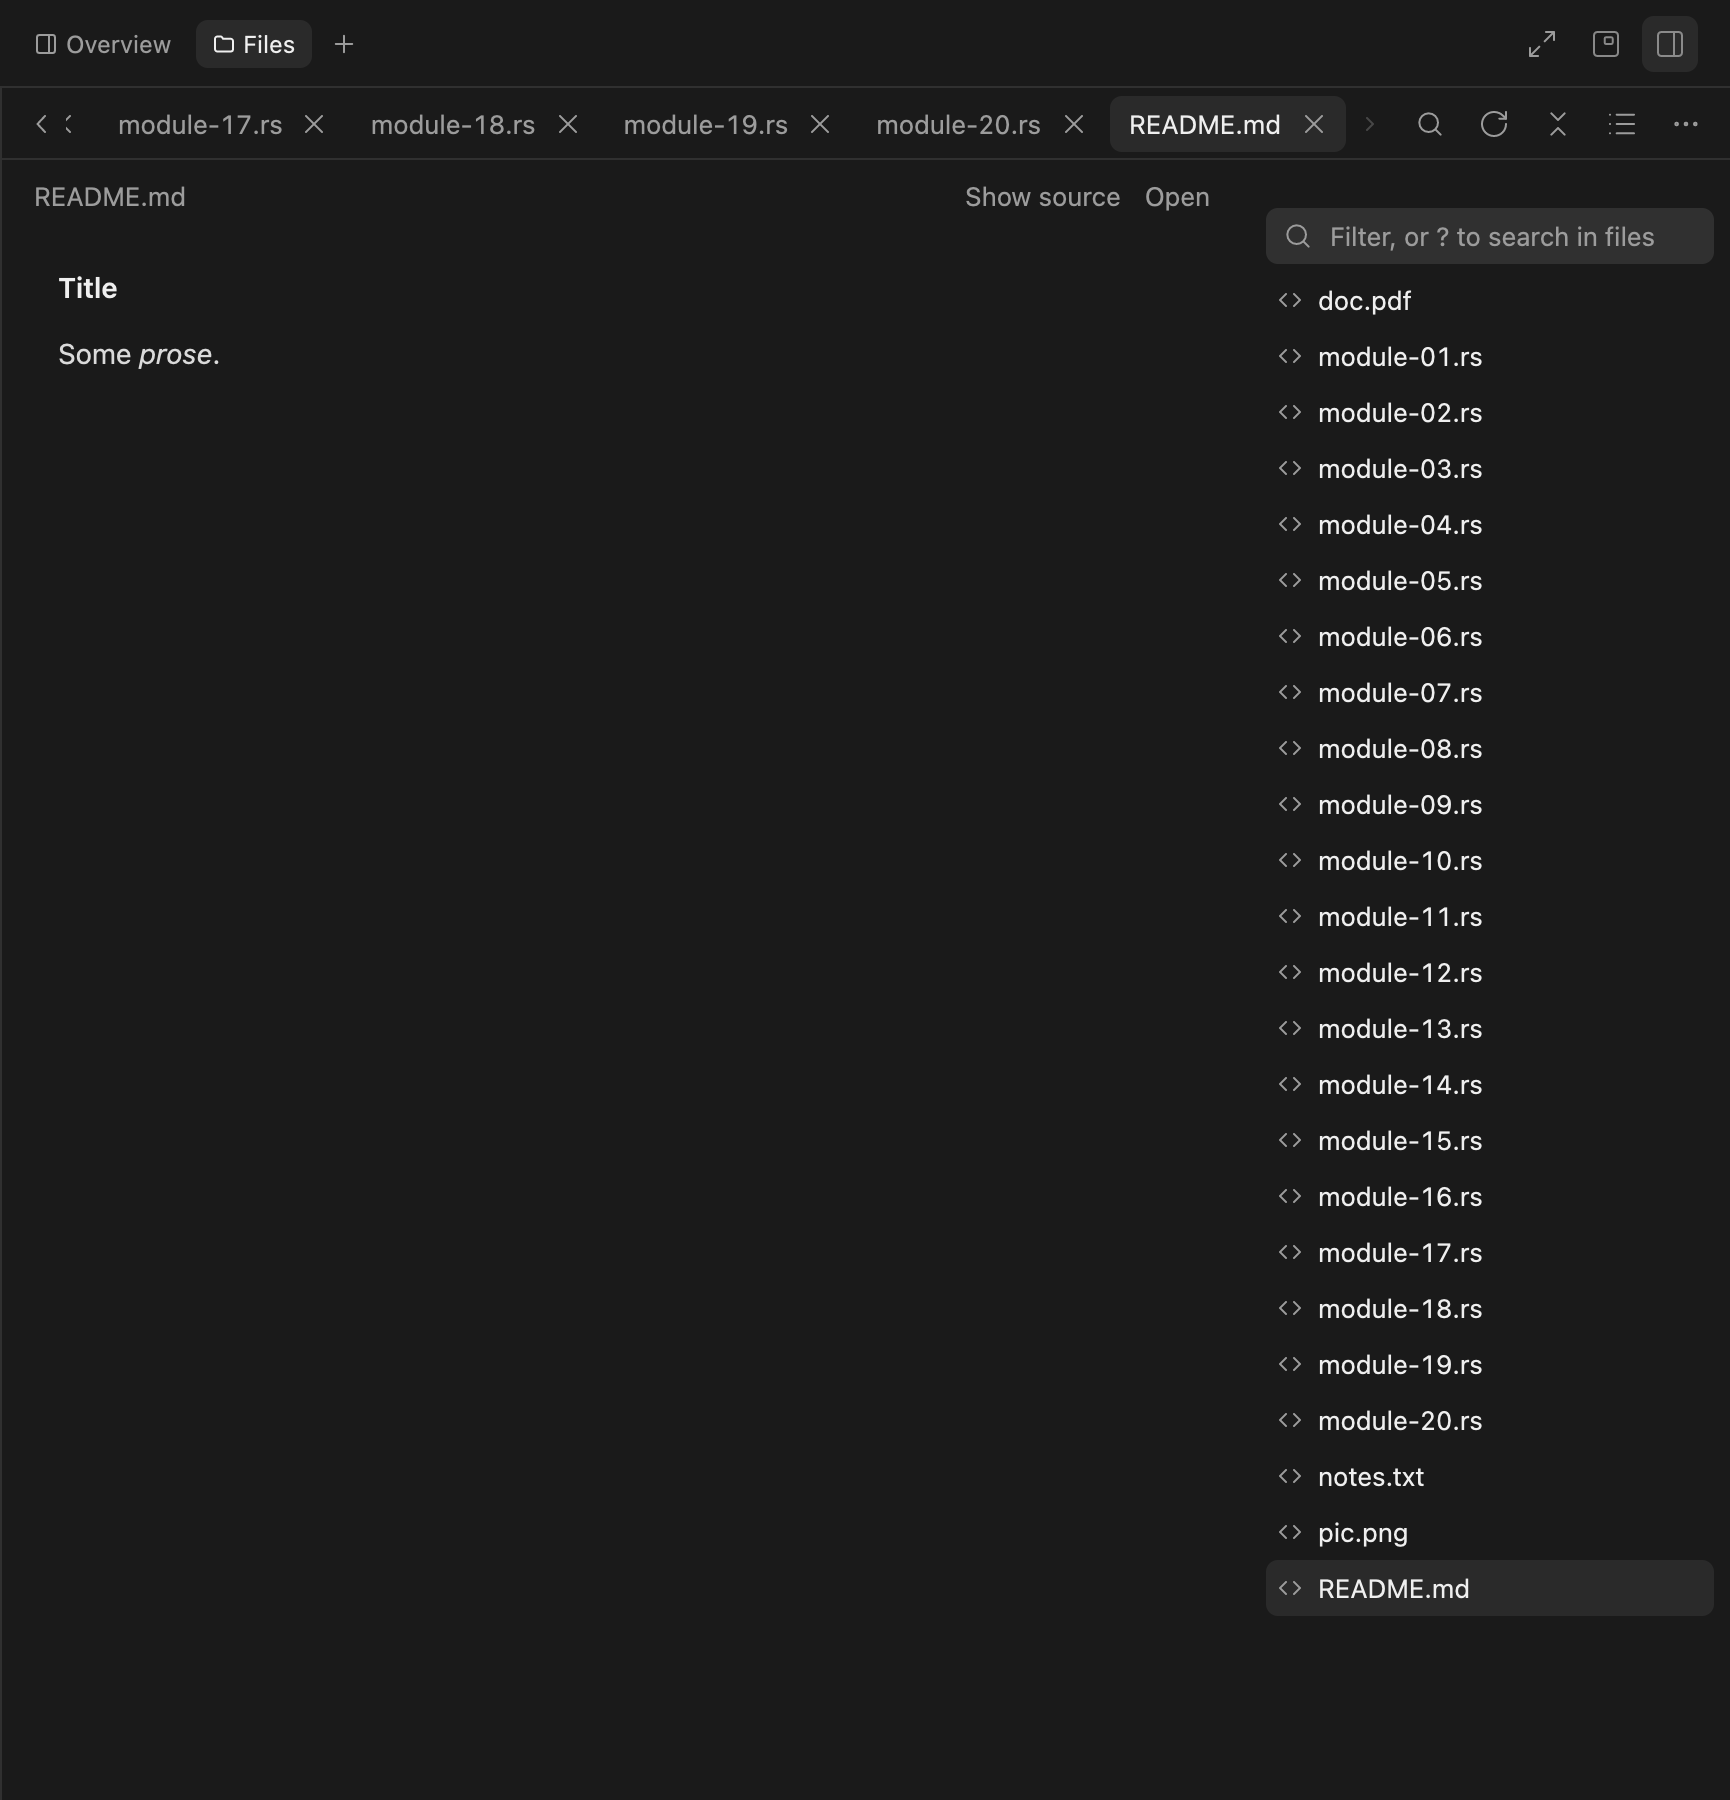 Overview Files
module-17.rs module-18.rs module-19.rs module-20.rs README.md
README.md Show source Open
Filter, or ? to search in files
Title
Some prose.
doc.pdf
module-01.rs
module-02.rs
module-03.rs
module-04.rs
module-05.rs
module-06.rs
module-07.rs
module-08.rs
module-09.rs
module-10.rs
module-11.rs
module-12.rs
module-13.rs
module-14.rs
module-15.rs
module-16.rs
module-17.rs
module-18.rs
module-19.rs
module-20.rs
notes.txt
pic.png
README.md